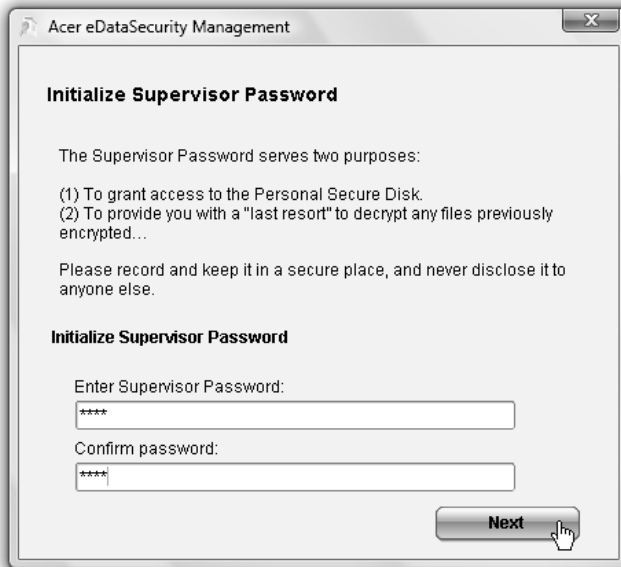 Acer eDataSecurity Management
Initialize Supervisor Password
The Supervisor Password serves two purposes:
(1) To grant access to the Personal Secure Disk.
(2) To provide you with a "last resort" to decrypt any files previously
encrypted...
Please record and keep it in a secure place, and never disclose it to
anyone else.
Initialize Supervisor Password
Enter Supervisor Password:
****
Confirm password:
****
Next